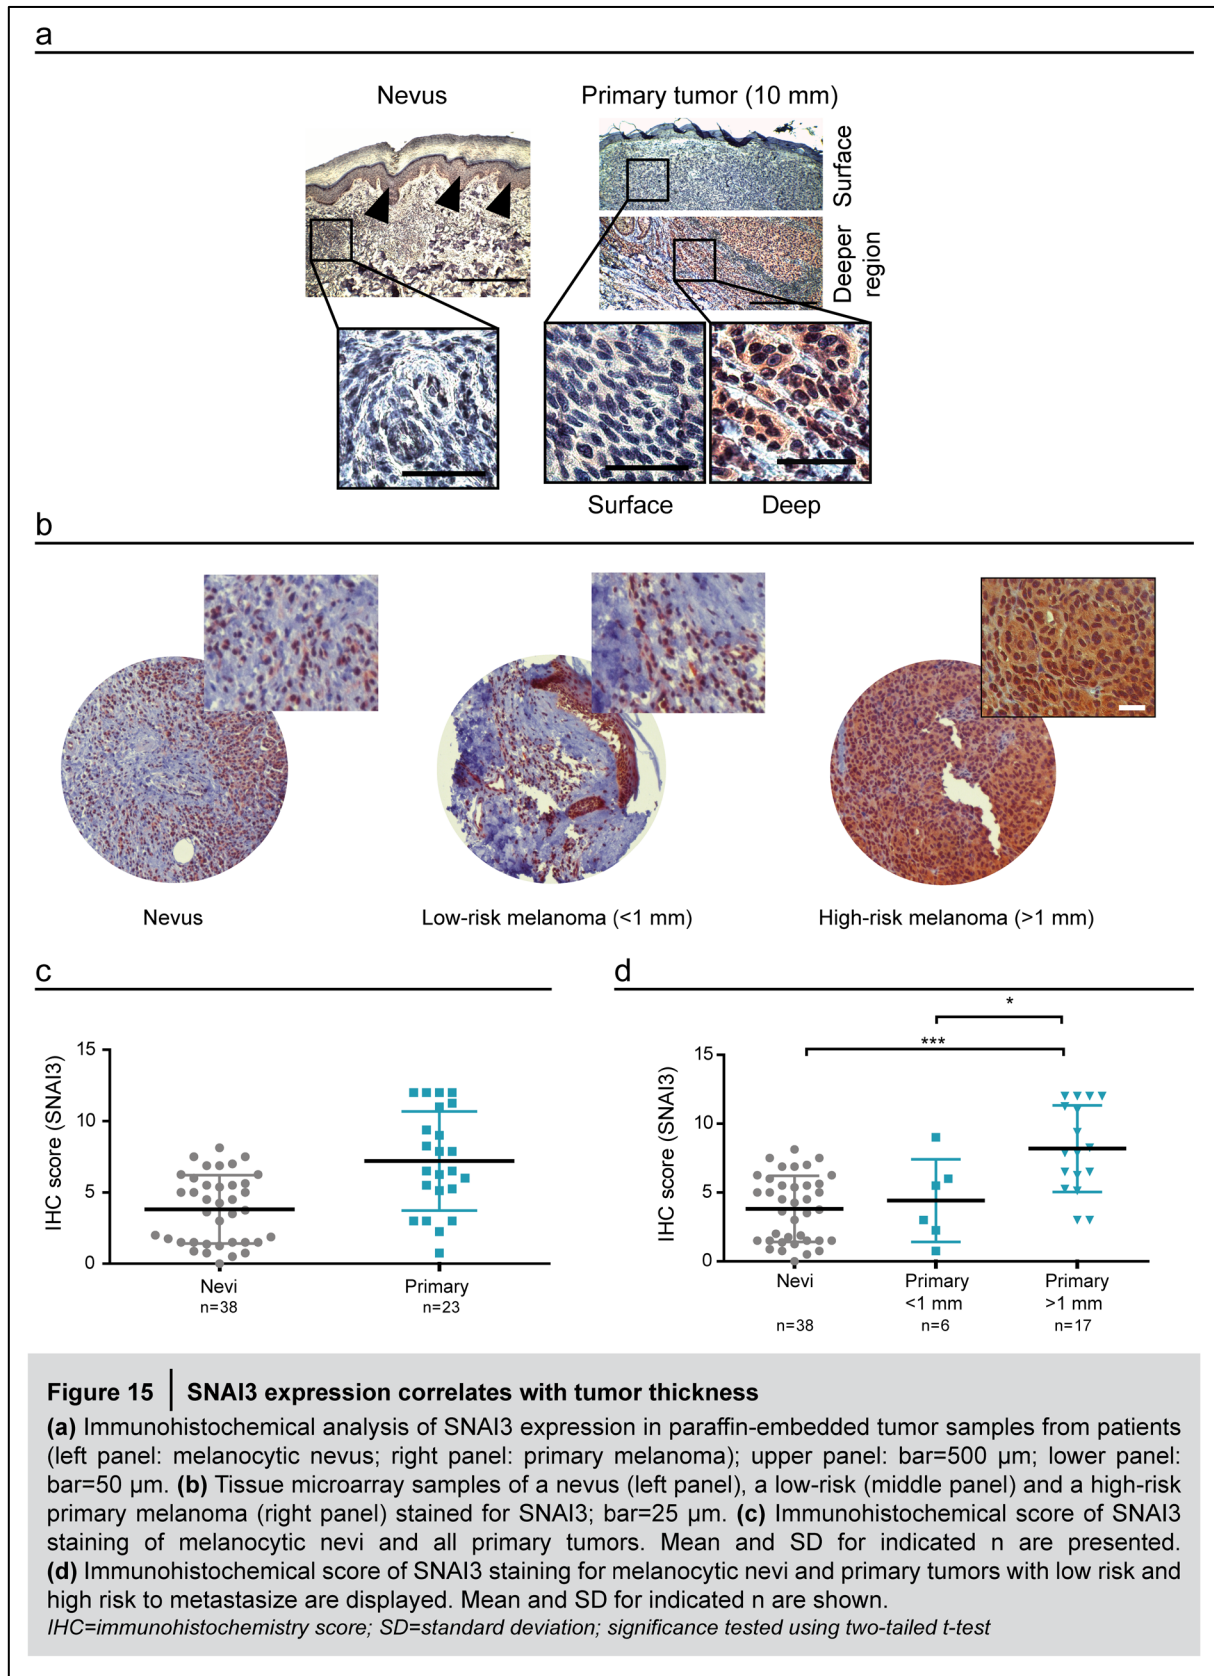 a
Nevus
Primary tumor (10 mm)
Surface
Deeper
region
Surface
Deep
b
Nevus
Low-risk melanoma (<1 mm)
High-risk melanoma (>1 mm)
c
IHC score (SNAI3)
15
10
5
0
Nevi
n=38
Primary
n=23
d
*
***
IHC score (SNAI3)
15
10
5
0
Nevi
n=38
Primary
<1 mm
n=6
Primary
>1 mm
n=17
Figure 15 | SNAI3 expression correlates with tumor thickness
(a) Immunohistochemical analysis of SNAI3 expression in paraffin-embedded tumor samples from patients
(left panel: melanocytic nevus; right panel: primary melanoma); upper panel: bar=500 µm; lower panel:
bar=50 µm. (b) Tissue microarray samples of a nevus (left panel), a low-risk (middle panel) and a high-risk
primary melanoma (right panel) stained for SNAI3; bar=25 µm. (c) Immunohistochemical score of SNAI3
staining of melanocytic nevi and all primary tumors. Mean and SD for indicated n are presented.
(d) Immunohistochemical score of SNAI3 staining for melanocytic nevi and primary tumors with low risk and
high risk to metastasize are displayed. Mean and SD for indicated n are shown.
IHC=immunohistochemistry score; SD=standard deviation; significance tested using two-tailed t-test